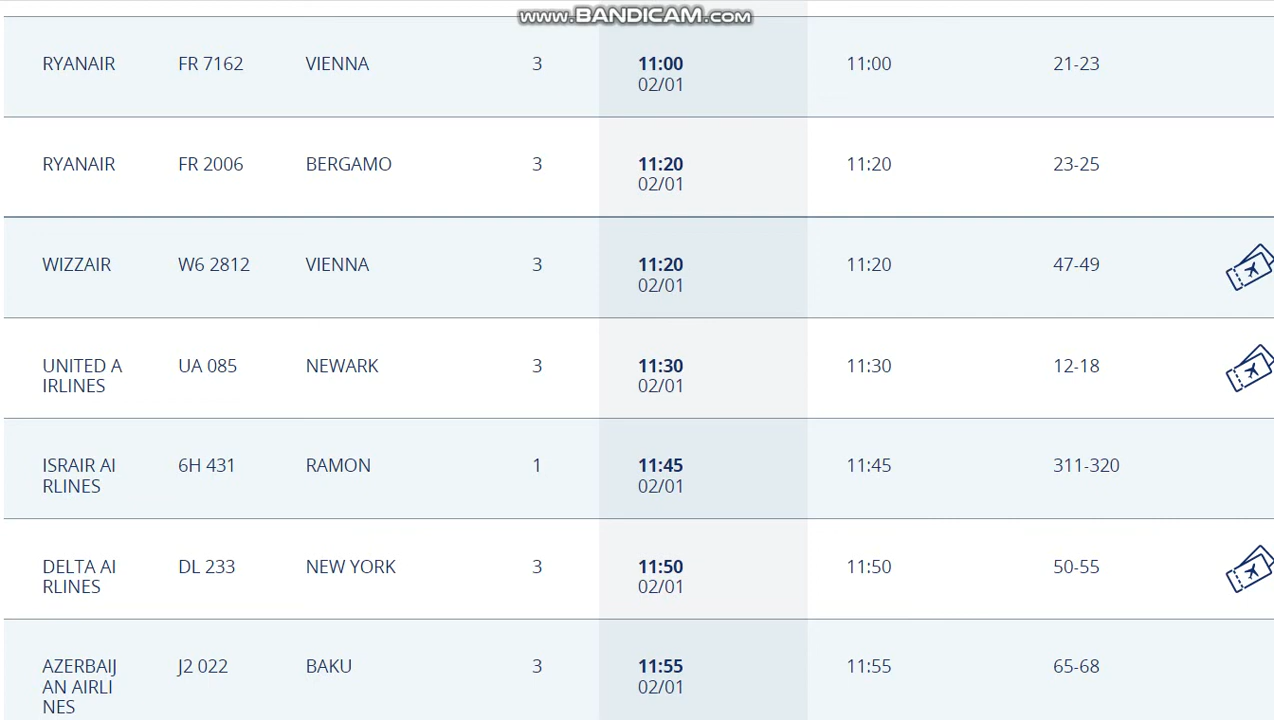 www.BANDICAM.com
RYANAIR FR 7162 VIENNA 3 11:00 11:00 21-23
02/01
RYANAIR FR 2006 BERGAMO 3 11:20 11:20 23-25
02/01
WIZZAIR W6 2812 VIENNA 3 11:20 11:20 47-49
02/01
UNITED A UA 085 NEWARK 3 11:30 11:30 12-18
IRLINES 02/01
ISRAIR AI 6H 431 RAMON 1 11:45 11:45 311-320
RLINES 02/01
DELTA AI DL 233 NEW YORK 3 11:50 11:50 50-55
RLINES 02/01
AZERBAIJ J2 022 BAKU 3 11:55 11:55 65-68
AN AIRLI 02/01
NES